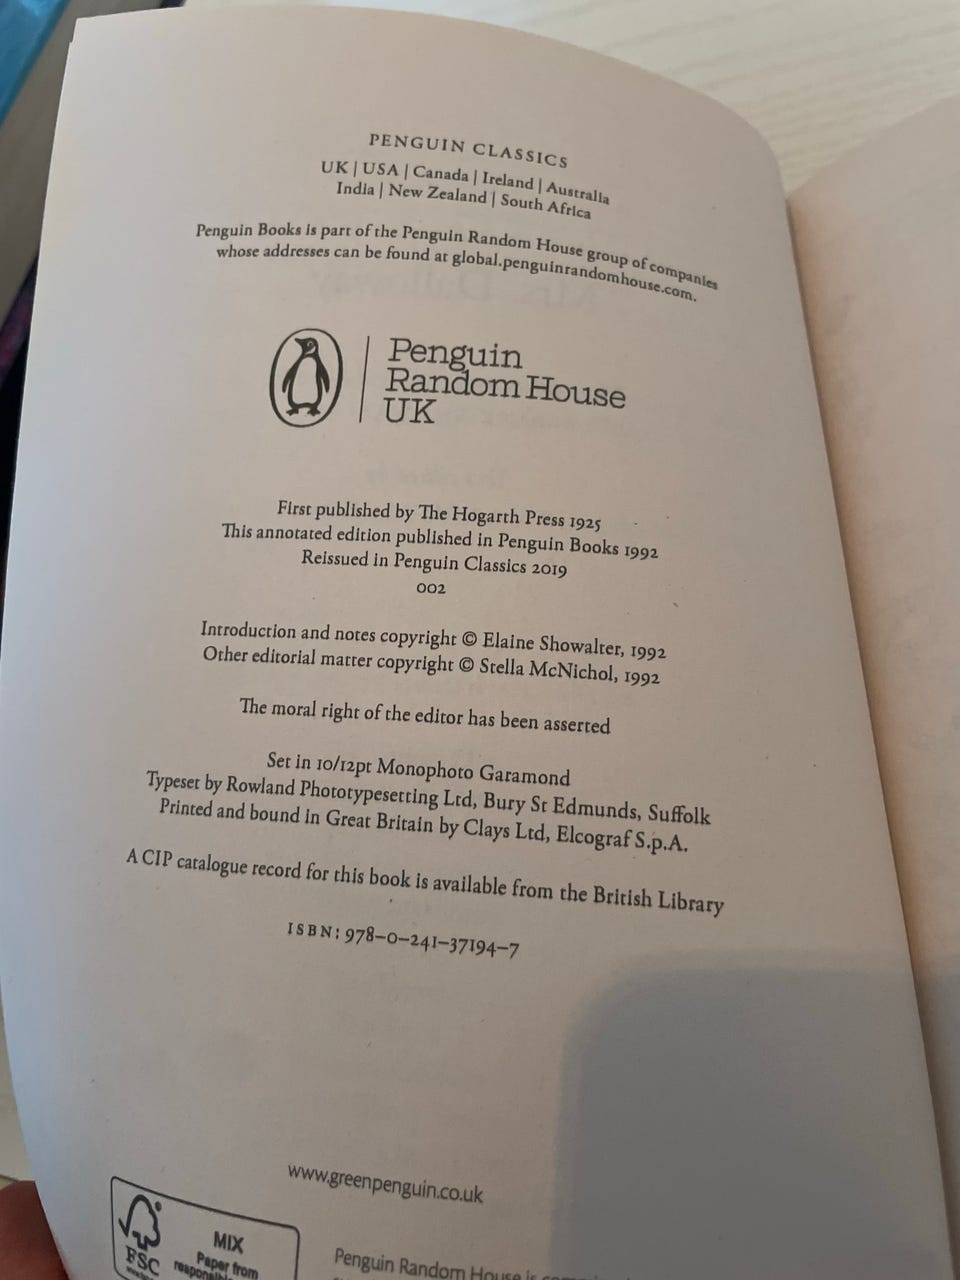 PENGUIN CLASSICS
UK | USA | Canada | Ireland | Australia
India | New Zealand | South Africa
Penguin Books is part of the Penguin Random House group of companies
whose addresses can be found at global.penguinrandomhouse.com.
Penguin
Random House
UK
First published by The Hogarth Press 1925
This annotated edition published in Penguin Books 1992
Reissued in Penguin Classics 2019
002
Introduction and notes copyright © Elaine Showalter, 1992
Other editorial matter copyright © Stella McNichol, 1992
The moral right of the editor has been asserted
Set in 10/12pt Monophoto Garamond
Typeset by Rowland Phototypesetting Ltd, Bury St Edmunds, Suffolk
Printed and bound in Great Britain by Clays Ltd, Elcograf S.p.A.
A CIP catalogue record for this book is available from the British Library
ISBN: 978-0-241-37194-7
www.greenpenguin.co.uk
MIX
Paper from
FSC
Penguin Random House is